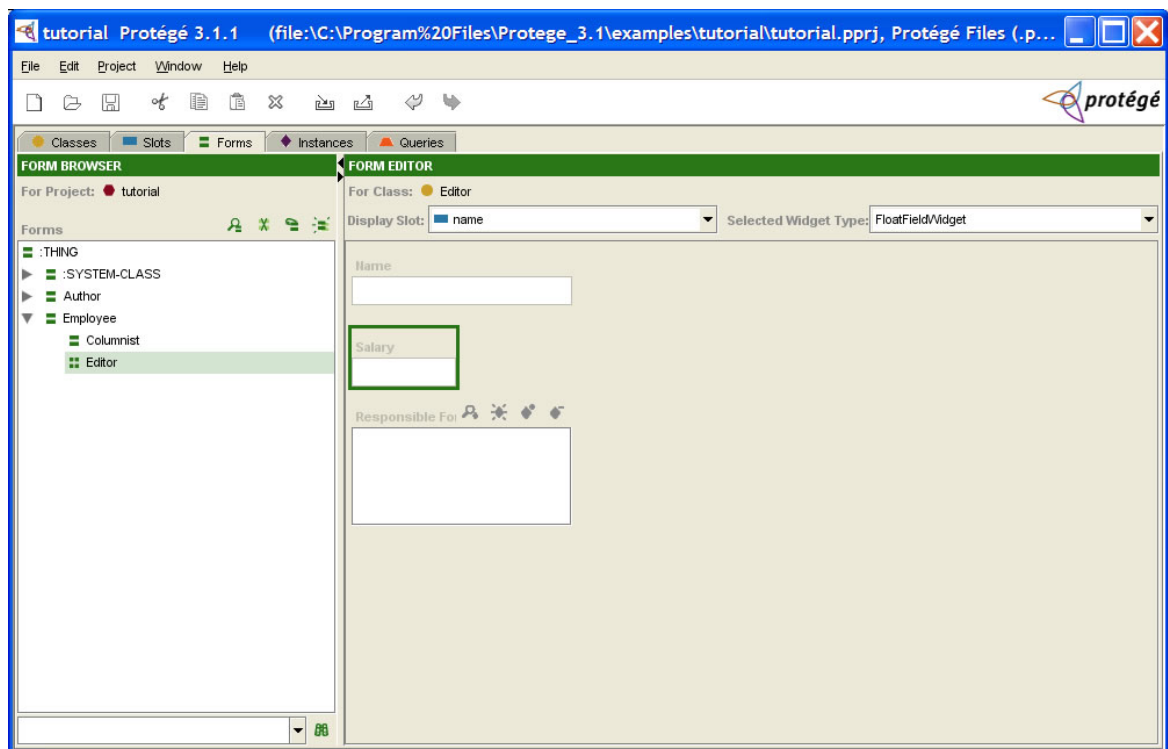 tutorial Protégé 3.1.1 (file:\C:\Program%20Files\Protege_3.1\examples\tutorial\tutorial.pprj, Protégé Files (.p...
File Edit Project Window Help
protégé
Classes Slots Forms Instances Queries
FORM BROWSER
For Project: tutorial
Forms
:THING
:SYSTEM-CLASS
Author
Employee
Columnist
Editor
FORM EDITOR
For Class: Editor
Display Slot: name Selected Widget Type: FloatFieldWidget
Name
Salary
Responsible For